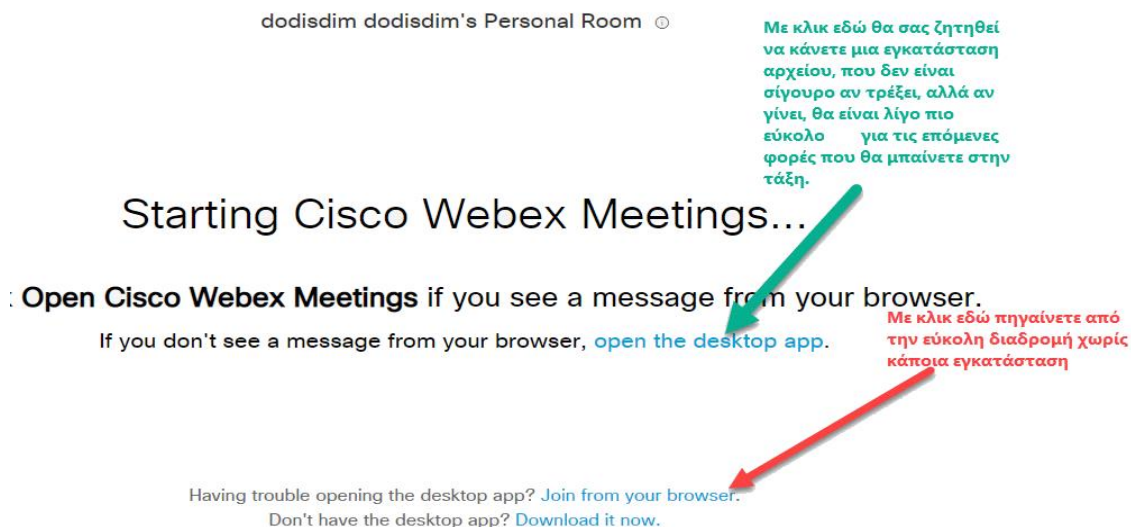 dodisdim dodisdim's Personal Room
Με κλικ εδώ θα σας ζητηθεί
να κάνετε μια εγκατάσταση
αρχείου, που δεν είναι
σίγουρο αν τρέξει, αλλά αν
γίνει, θα είναι λίγο πιο
εύκολο για τις επόμενες
φορές που θα μπαίνετε στην
τάξη.
Starting Cisco Webex Meetings...
: Open Cisco Webex Meetings if you see a message from your browser.
If you don't see a message from your browser, open the desktop app.
Με κλικ εδώ πηγαίνετε από
την εύκολη διαδρομή χωρίς
κάποια εγκατάσταση
Having trouble opening the desktop app? Join from your browser.
Don't have the desktop app? Download it now.